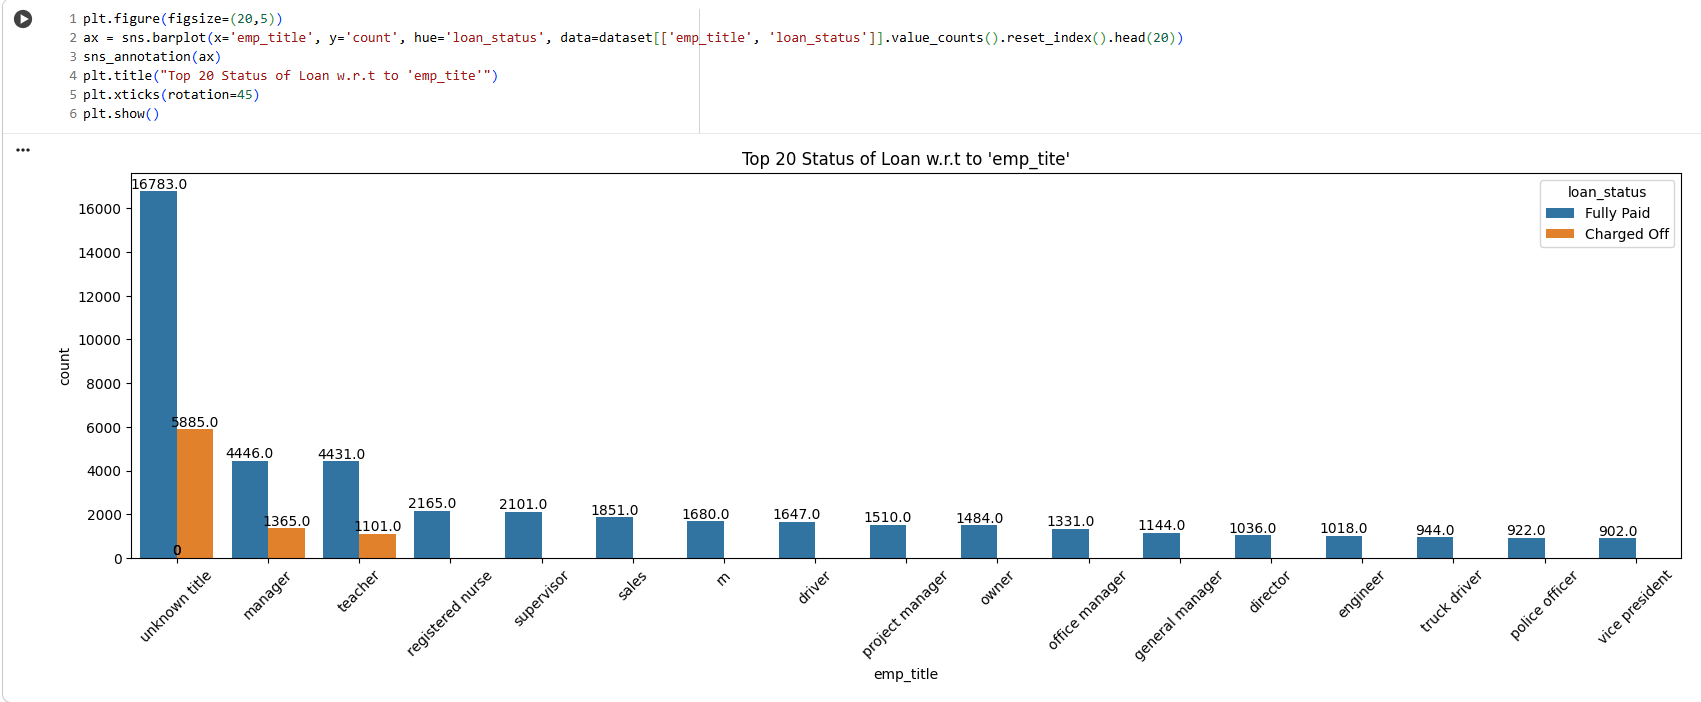 1 plt.figure(figsize=(20,5))
2 ax = sns.barplot(x='emp_title', y='count', hue='loan_status', data=dataset[['emp_title', 'loan_status']].value_counts().reset_index().head(20))
3 sns_annotation(ax)
4 plt.title("Top 20 Status of Loan w.r.t to 'emp_tite'")
5 plt.xticks(rotation=45)
6 plt.show()
Top 20 Status of Loan w.r.t to 'emp_tite'
loan_status
Fully Paid
Charged Off
count
16000
14000
12000
10000
8000
6000
4000
2000
0
16783.0
5885.0
0
4446.0
1365.0
4431.0
1101.0
2165.0
2101.0
1851.0
1680.0
1647.0
1510.0
1484.0
1331.0
1144.0
1036.0
1018.0
944.0
922.0
902.0
unknown title
manager
teacher
registered nurse
supervisor
sales
rn
driver
project manager
owner
office manager
general manager
director
engineer
truck driver
police officer
vice president
emp_title